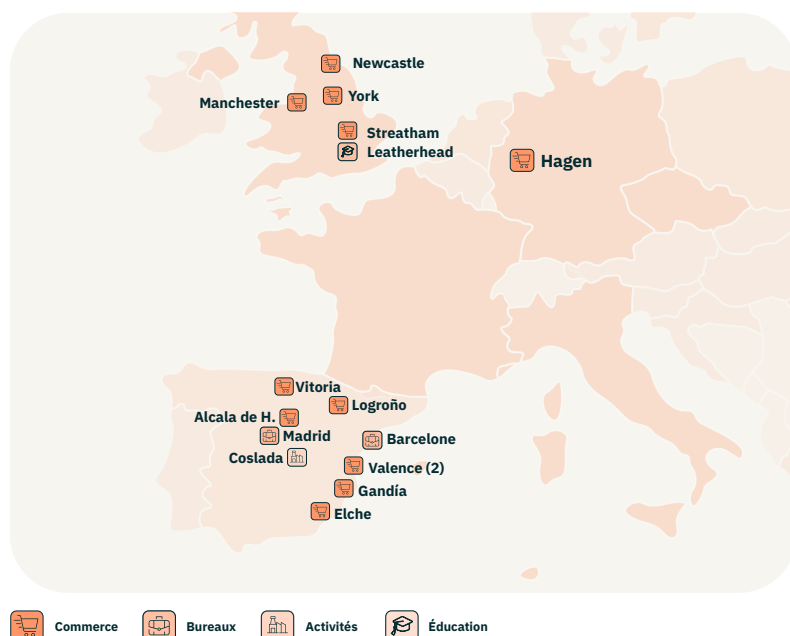 Newcastle
York
Manchester
Streatham
Leatherhead
Hagen
Vitoria
Logroño
Alcala de H.
Madrid
Barcelone
Coslada
Valence (2)
Gandía
Elche
Commerce
Bureaux
Activités
Éducation